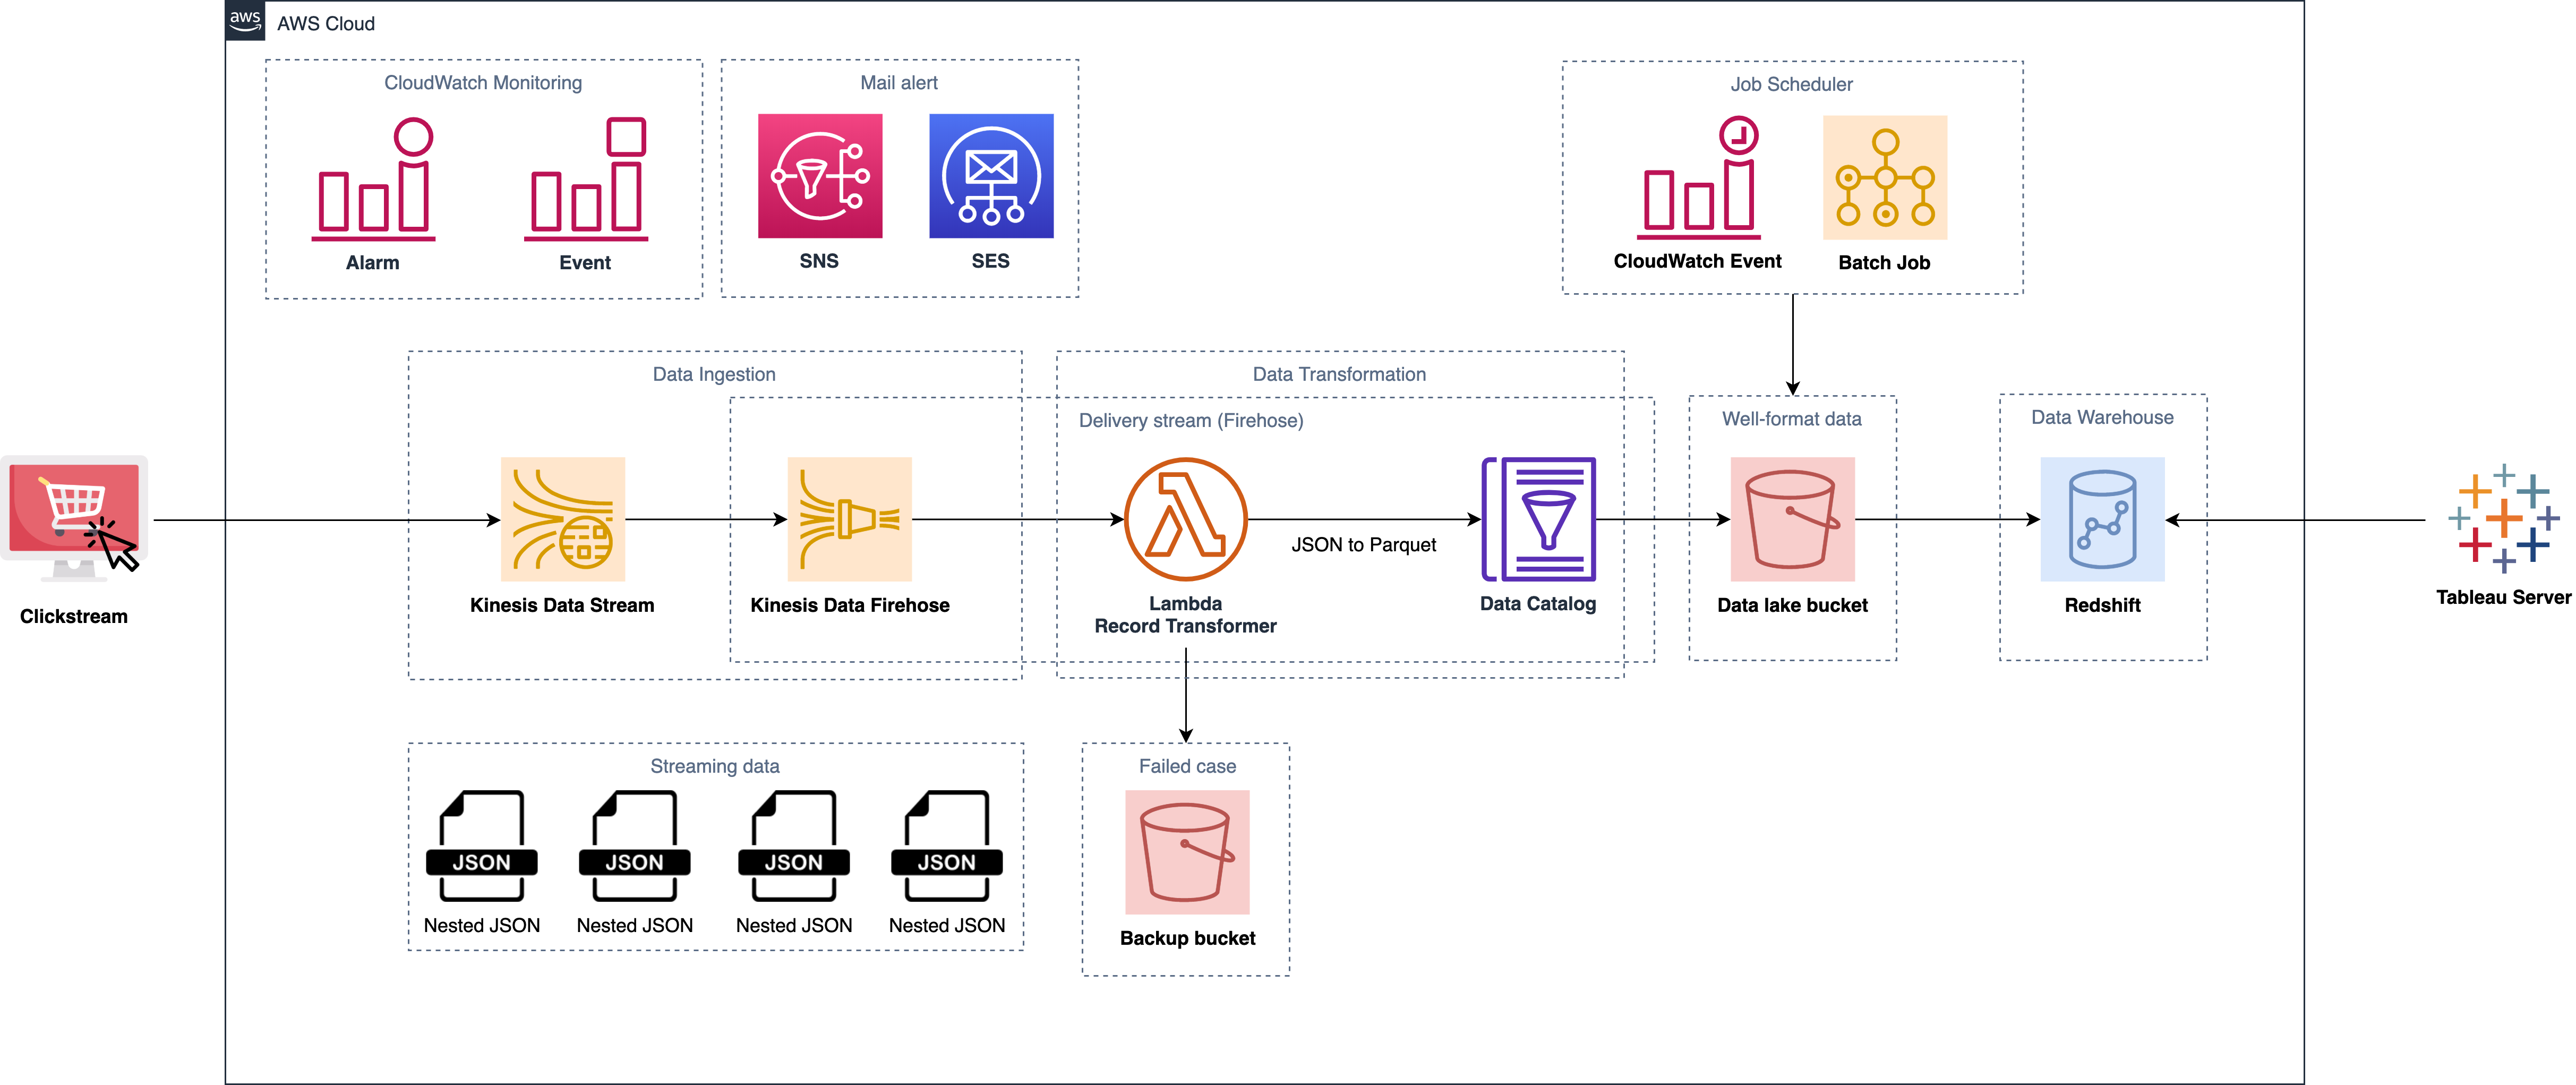 aws
AWS Cloud
CloudWatch Monitoring
Alarm
Event
Mail alert
SNS
SES
Job Scheduler
CloudWatch Event
Batch Job
Data Ingestion
Data Transformation
Delivery stream (Firehose)
Well-format data
Data Warehouse
Clickstream
Kinesis Data Stream
Kinesis Data Firehose
Lambda
Record Transformer
JSON to Parquet
Data Catalog
Data lake bucket
Redshift
Tableau Server
Streaming data
JSON
JSON
JSON
JSON
Nested JSON
Nested JSON
Nested JSON
Nested JSON
Failed case
Backup bucket